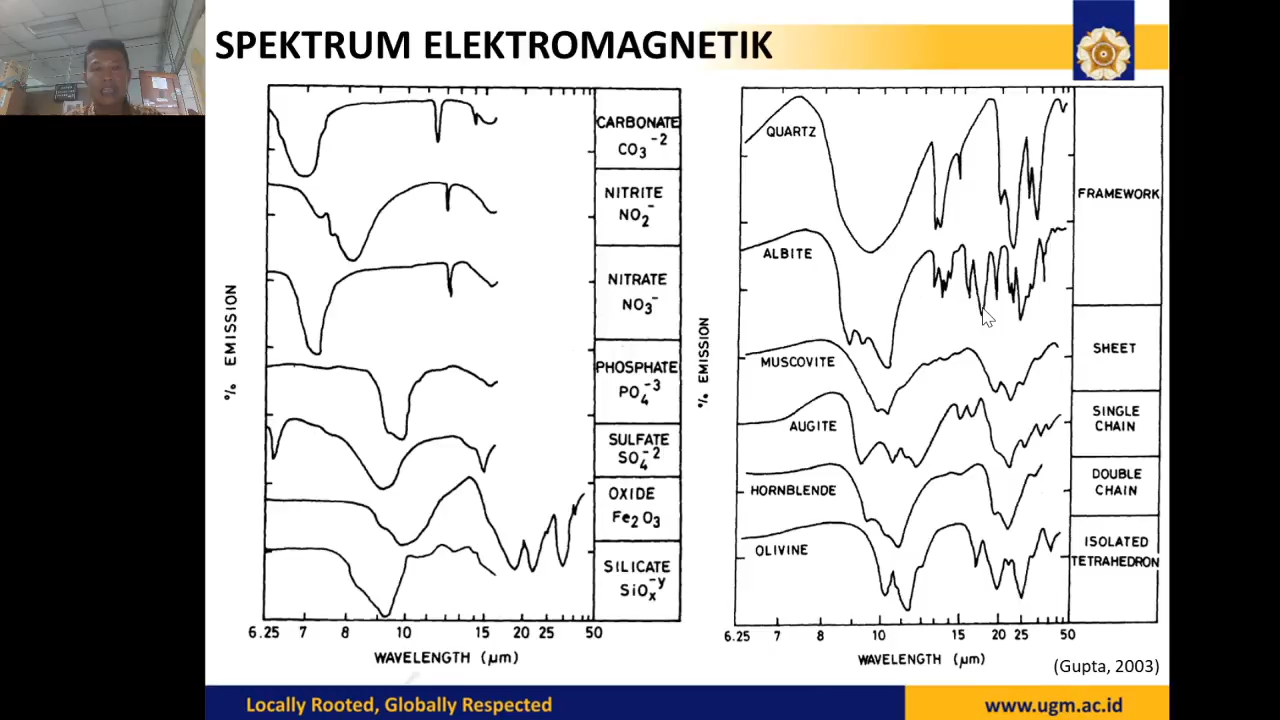 SPEKTRUM ELEKTROMAGNETIK
% EMISSION
CARBONATE
CO3-2
NITRITE
NO2-
NITRATE
NO3-
PHOSPHATE
PO4-3
SULFATE
SO4-2
OXIDE
Fe2O3
SILICATE
SiOx-y
6.25 7 8 10 15 20 25 50
WAVELENGTH (µm)
% EMISSION
QUARTZ
ALBITE
MUSCOVITE
AUGITE
HORNBLENDE
OLIVINE
FRAMEWORK
SHEET
SINGLE
CHAIN
DOUBLE
CHAIN
ISOLATED
TETRAHEDRON
6.25 7 8 10 15 20 25 50
WAVELENGTH (µm)
(Gupta, 2003)
Locally Rooted, Globally Respected
www.ugm.ac.id